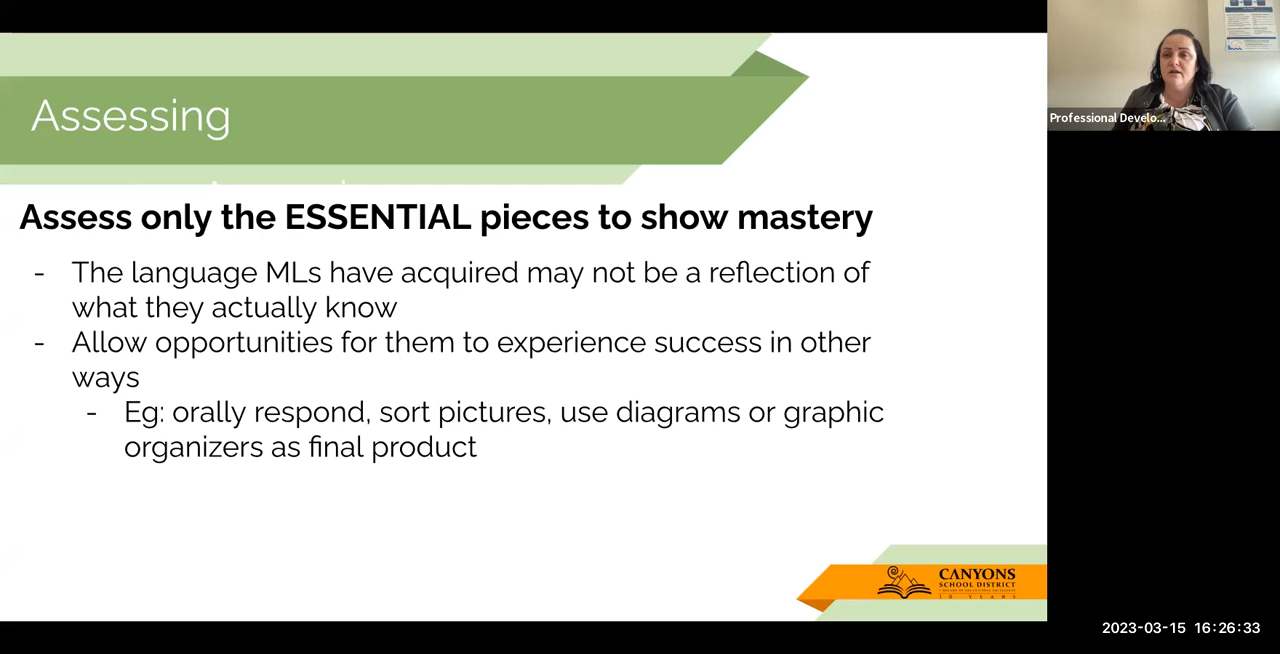 Assessing
Assess only the ESSENTIAL pieces to show mastery
- The language MLs have acquired may not be a reflection of
what they actually know
- Allow opportunities for them to experience success in other
ways
- Eg: orally respond, sort pictures, use diagrams or graphic
organizers as final product
CANYONS
SCHOOL DISTRICT
10 YEARS
Professional Develo...
2023-03-15 16:26:33